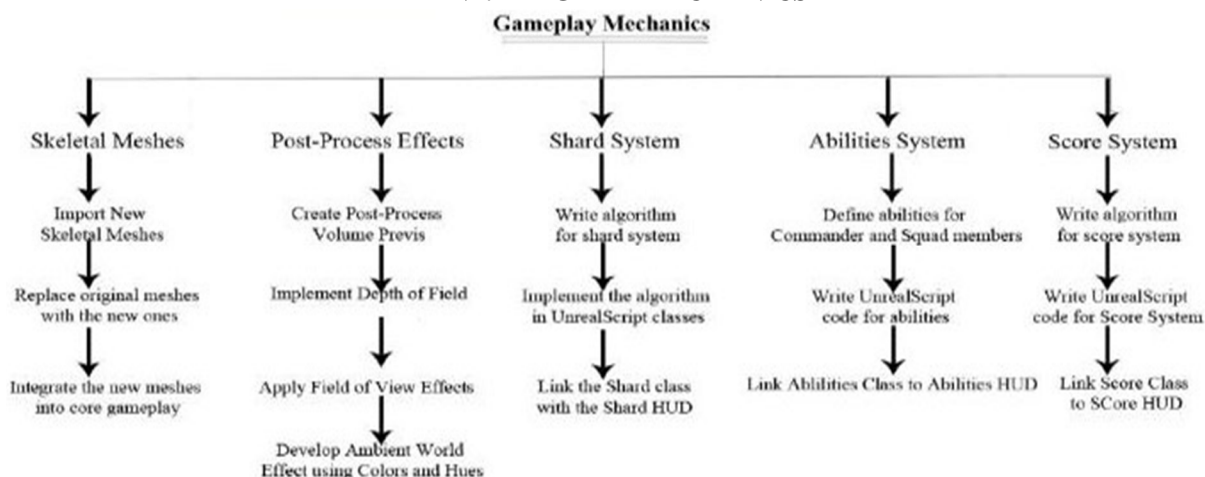 Gameplay Mechanics
Skeletal Meshes
Import New
Skeletal Meshes
Replace original meshes
with the new ones
Integrate the new meshes
into core gameplay
Post-Process Effects
Create Post-Process
Volume Previs
Implement Depth of Field
Apply Field of View Effects
Develop Ambient World
Effect using Colors and Hues
Shard System
Write algorithm
for shard system
Implement the algorithm
in UnrealScript classes
Link the Shard class
with the Shard HUD
Abilities System
Define abilities for
Commander and Squad members
Write UnrealScript
code for abilities
Link Ablilities Class to Abilities HUD
Score System
Write algorithm
for score system
Write UnrealScript
code for Score System
Link Score Class
to SCore HUD